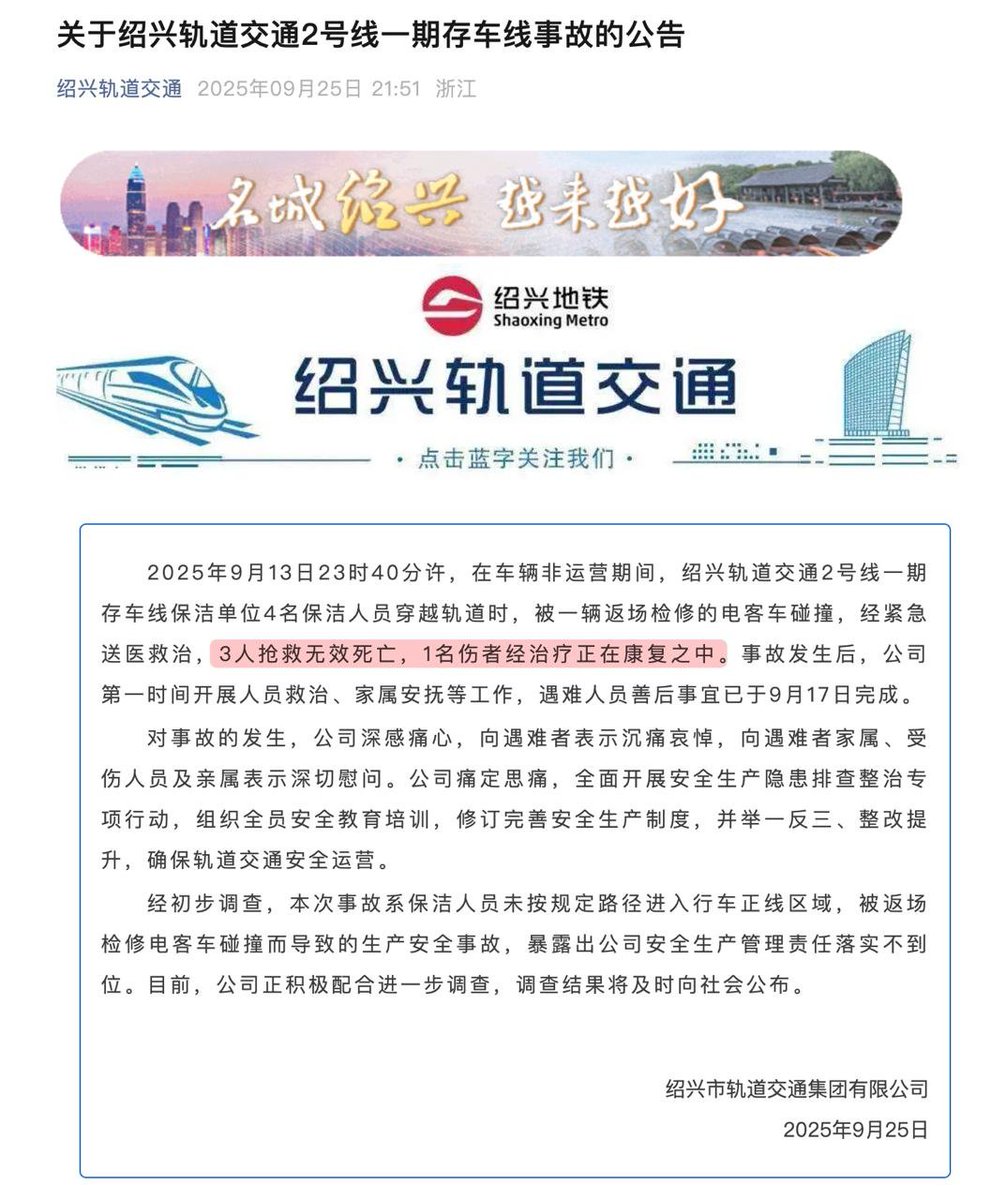 关于绍兴轨道交通2号线一期存车线事故的公告
绍兴轨道交通 2025年09月25日 21:51 浙江
名城绍兴 越来越好
绍兴地铁
Shaoxing Metro
绍兴轨道交通
· 点击蓝字关注我们 ·
2025年9月13日23时40分许，在车辆非运营期间，绍兴轨道交通2号线一期
存车线保洁单位4名保洁人员穿越轨道时，被一辆返场检修的电客车碰撞，经紧急
送医救治，3人抢救无效死亡，1名伤者经治疗正在康复之中。事故发生后，公司
第一时间开展人员救治、家属安抚等工作，遇难人员善后事宜已于9月17日完成。
对事故的发生，公司深感痛心，向遇难者表示沉痛哀悼，向遇难者家属、受
伤人员及亲属表示深切慰问。公司痛定思痛，全面开展安全生产隐患排查整治专
项行动，组织全员安全教育培训，修订完善安全生产制度，并举一反三、整改提
升，确保轨道交通安全运营。
经初步调查，本次事故系保洁人员未按规定路径进入行车正线区域，被返场
检修电客车碰撞而导致的生产安全事故，暴露出公司安全生产管理责任落实不到
位。目前，公司正积极配合进一步调查，调查结果将及时向社会公布。
绍兴市轨道交通集团有限公司
2025年9月25日